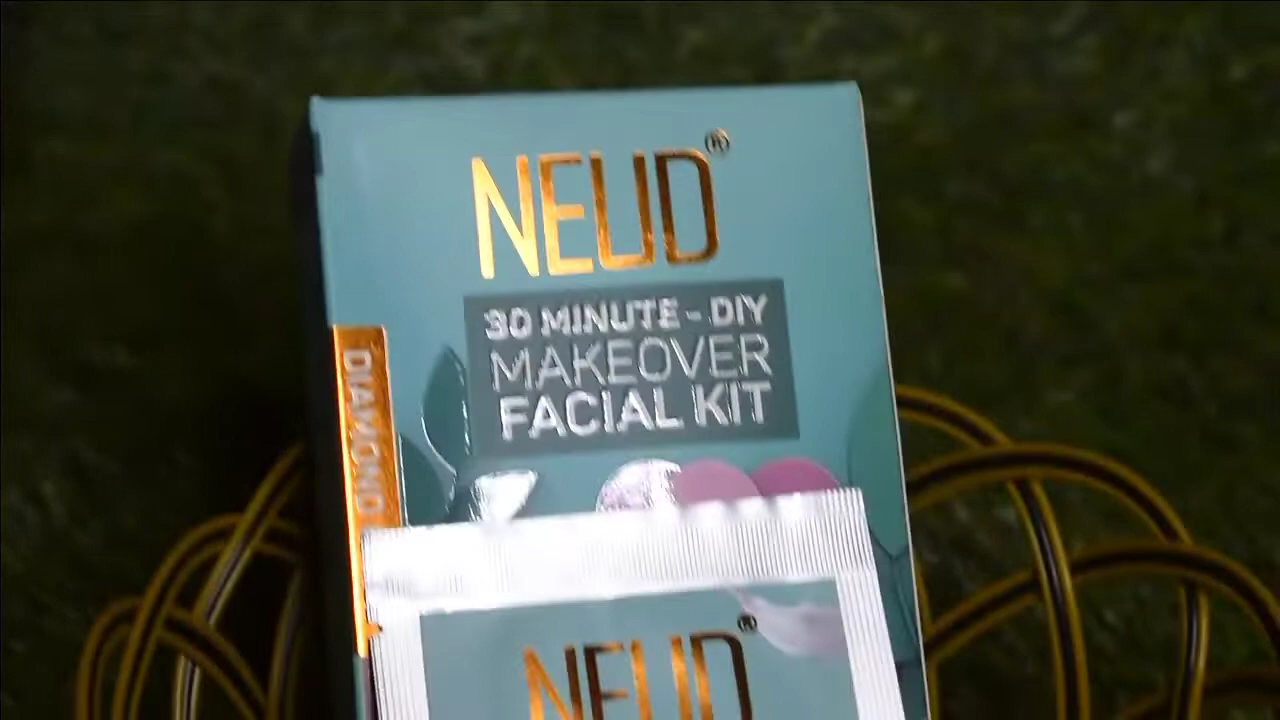 NEUD®
30 MINUTE - DIY
MAKEOVER
FACIAL KIT
DIAMOND
NEUD®